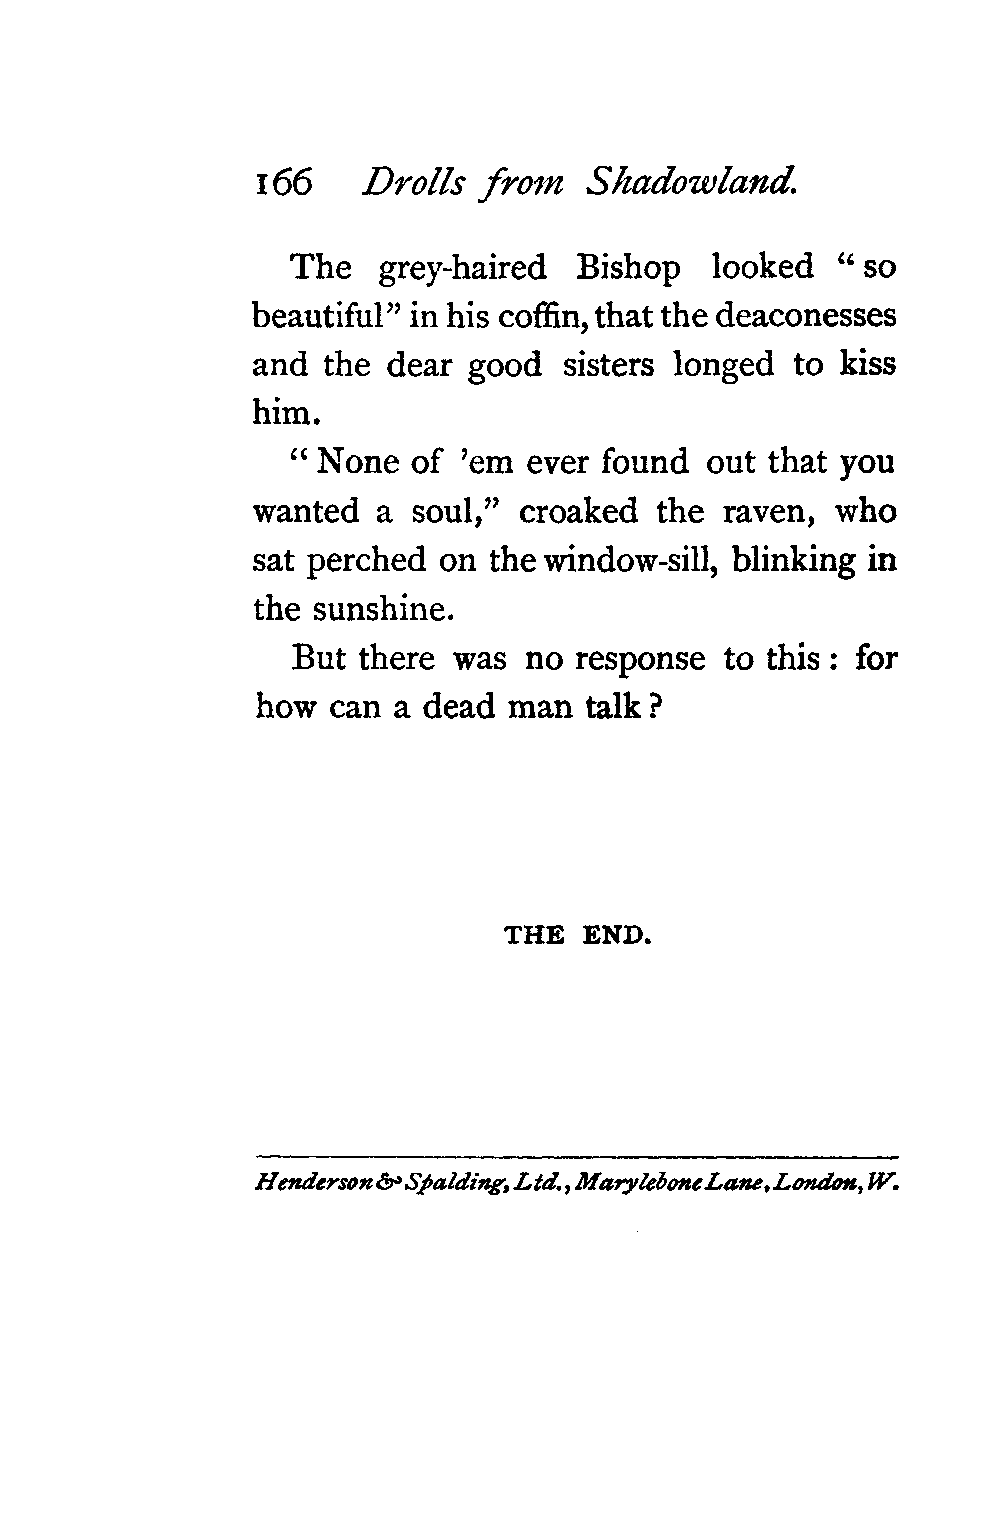 166 Drolls from Shadowland.
The grey-haired Bishop looked “ so
beautiful” in his coffin, that the deaconesses
and the dear good sisters longed to kiss
him.
“ None of ’em ever found out that you
wanted a soul,” croaked the raven, who
sat perched on the window-sill, blinking in
the sunshine.
But there was no response to this : for
how can a dead man talk ?
THE END.
Henderson & Spalding, Ltd., Marylebone Lane, London, W.